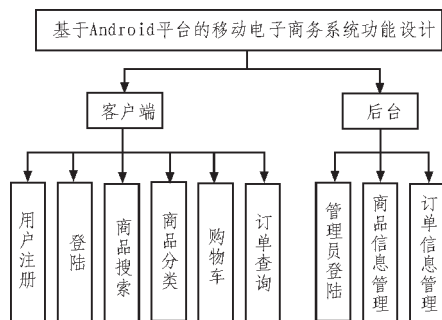 基于Android平台的移动电子商务系统功能设计
客户端
后台
用户注册
登陆
商品搜索
商品分类
购物车
订单查询
管理员登陆
商品信息管理
订单信息管理